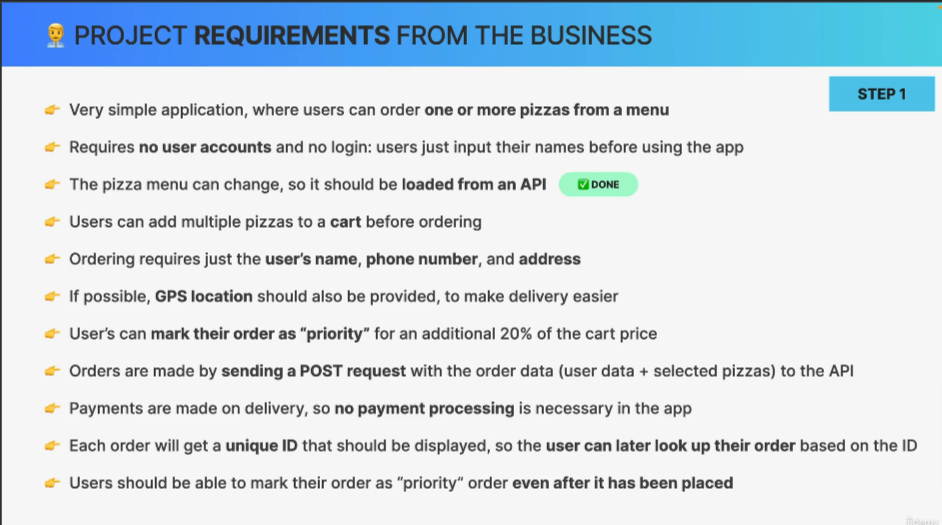 PROJECT REQUIREMENTS FROM THE BUSINESS
STEP 1
Very simple application, where users can order one or more pizzas from a menu
Requires no user accounts and no login: users just input their names before using the app
The pizza menu can change, so it should be loaded from an API ✅ DONE
Users can add multiple pizzas to a cart before ordering
Ordering requires just the user's name, phone number, and address
If possible, GPS location should also be provided, to make delivery easier
User's can mark their order as “priority” for an additional 20% of the cart price
Orders are made by sending a POST request with the order data (user data + selected pizzas) to the API
Payments are made on delivery, so no payment processing is necessary in the app
Each order will get a unique ID that should be displayed, so the user can later look up their order based on the ID
Users should be able to mark their order as “priority” order even after it has been placed